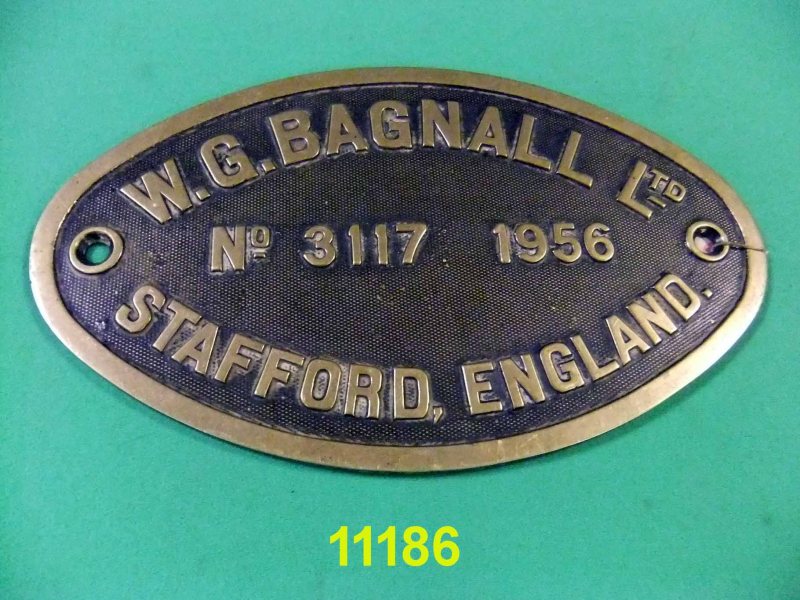 W.G.BAGNALL LTD
NO 3117 1956
STAFFORD, ENGLAND.
11186